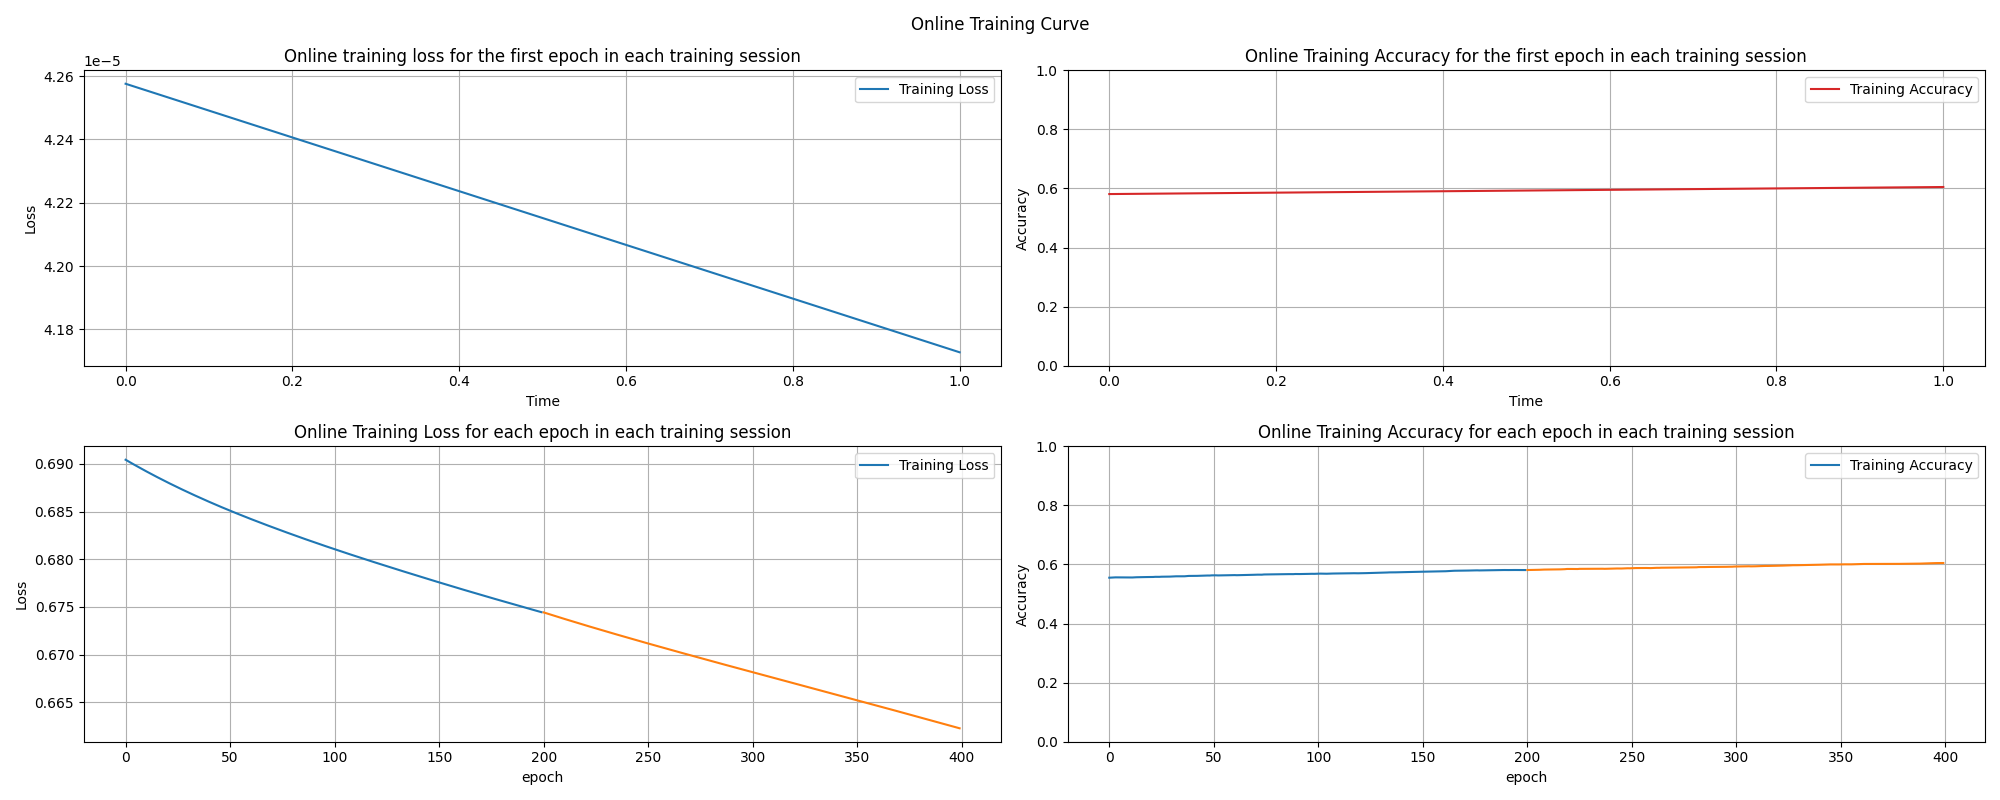 Online Training Curve
Online training loss for the first epoch in each training session
1e−5
4.26
4.24
4.22
4.20
4.18
Loss
Training Loss
0.0 0.2 0.4 0.6 0.8 1.0
Time
Online Training Accuracy for the first epoch in each training session
1.0
0.8
0.6
0.4
0.2
0.0
Accuracy
Training Accuracy
0.0 0.2 0.4 0.6 0.8 1.0
Time
Online Training Loss for each epoch in each training session
0.690
0.685
0.680
0.675
0.670
0.665
Loss
Training Loss
0 50 100 150 200 250 300 350 400
epoch
Online Training Accuracy for each epoch in each training session
1.0
0.8
0.6
0.4
0.2
0.0
Accuracy
Training Accuracy
0 50 100 150 200 250 300 350 400
epoch